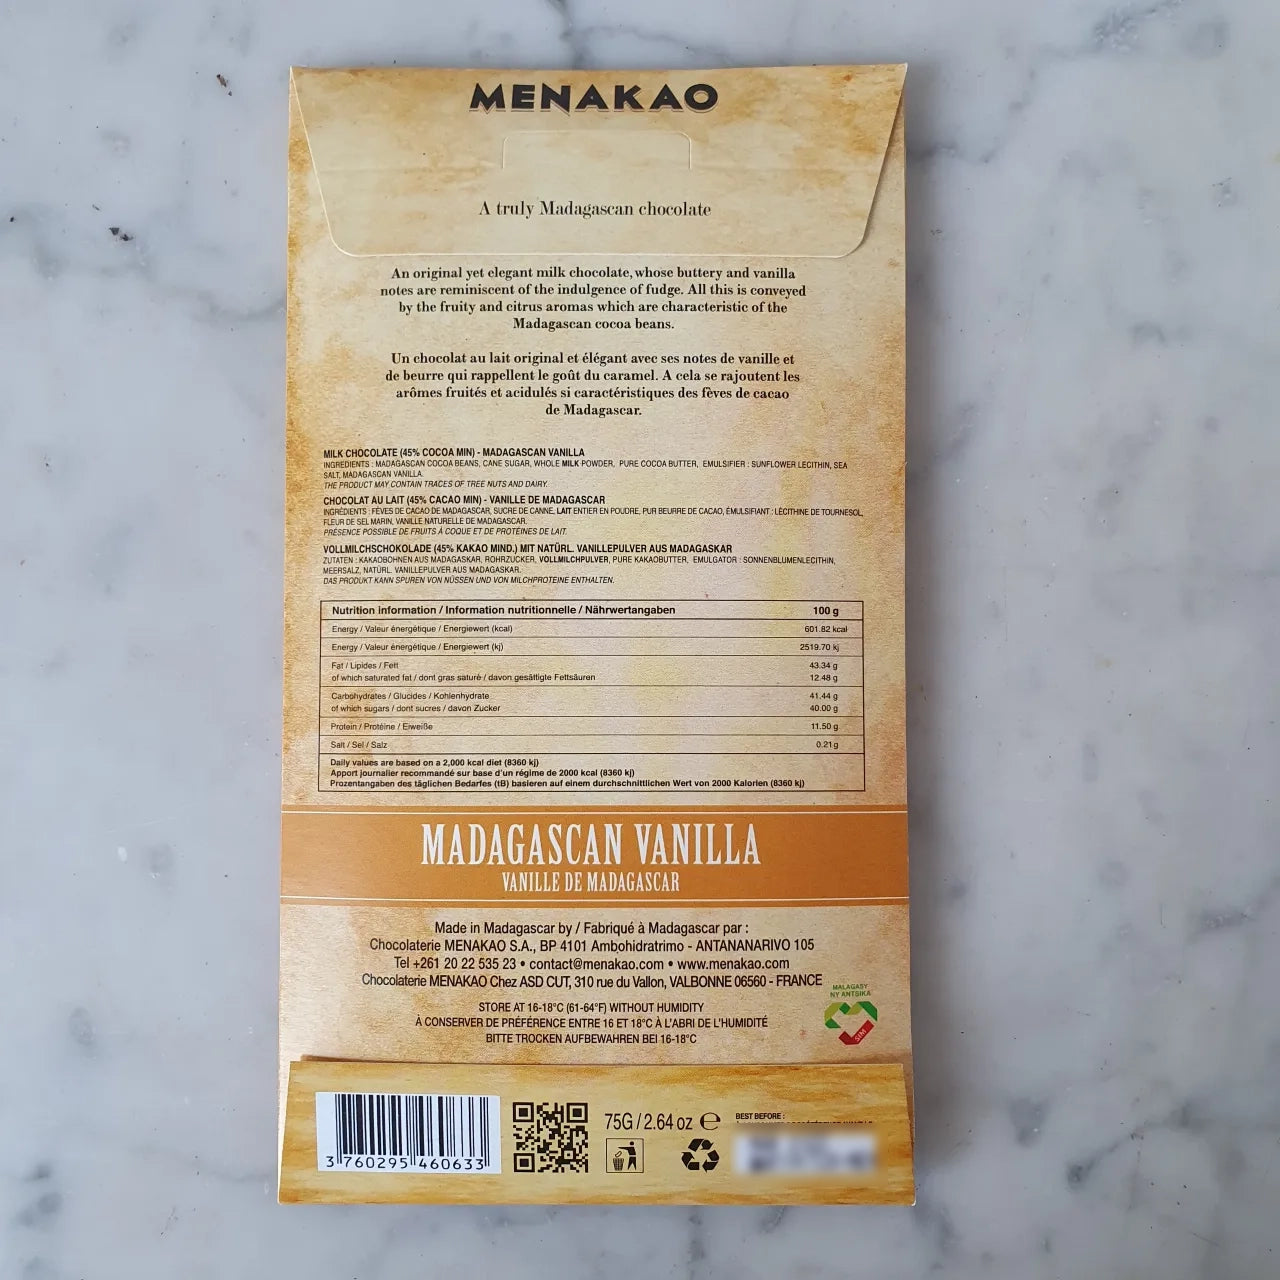 MENAKAO
A truly Madagascan chocolate
An original yet elegant milk chocolate, whose buttery and vanilla
notes are reminiscent of the indulgence of fudge. All this is conveyed
by the fruity and citrus aromas which are characteristic of the
Madagascan cocoa beans.
Un chocolat au lait original et élégant avec ses notes de vanille et
de beurre qui rappellent le goût du caramel. A cela se rajoutent les
arômes fruités et acidulés si caractéristiques des fèves de cacao
de Madagascar.
MILK CHOCOLATE (45% COCOA MIN) - MADAGASCAN VANILLA
INGREDIENTS : MADAGASCAN COCOA BEANS, CANE SUGAR, WHOLE MILK POWDER, PURE COCOA BUTTER, EMULSIFIER : SUNFLOWER LECITHIN, SEA
SALT, MADAGASCAN VANILLA.
THE PRODUCT MAY CONTAIN TRACES OF TREE NUTS AND DAIRY.
CHOCOLAT AU LAIT (45% CACAO MIN) - VANILLE DE MADAGASCAR
INGRÉDIENTS : FÈVES DE CACAO DE MADAGASCAR, SUCRE DE CANNE, LAIT ENTIER EN POUDRE, PUR BEURRE DE CACAO, ÉMULSIFIANT : LÉCITHINE DE TOURNESOL,
FLEUR DE SEL MARIN, VANILLE NATURELLE DE MADAGASCAR.
PRÉSENCE POSSIBLE DE FRUITS À COQUE ET DE PROTÉINES DE LAIT.
VOLLMILCHSCHOKOLADE (45% KAKAO MIND.) MIT NATÜRL. VANILLEPULVER AUS MADAGASKAR
ZUTATEN : KAKAOBOHNEN AUS MADAGASKAR, ROHRZUCKER, VOLLMILCHPULVER, PURE KAKAOBUTTER, EMULGATOR : SONNENBLUMENLECITHIN,
MEERSALZ, NATÜRL. VANILLEPULVER AUS MADAGASKAR.
DAS PRODUKT KANN SPUREN VON NÜSSEN UND VON MILCHPROTEINE ENTHALTEN.
Nutrition information / Information nutritionnelle / Nährwertangaben 100 g
Energy / Valeur énergétique / Energiewert (kcal) 601.82 kcal
Energy / Valeur énergétique / Energiewert (kj) 2519.70 kj
Fat / Lipides / Fett 43.34 g
of which saturated fat / dont gras saturé / davon gesättigte Fettsäuren 12.48 g
Carbohydrates / Glucides / Kohlenhydrate 41.44 g
of which sugars / dont sucres / davon Zucker 40.00 g
Protein / Protéine / Eiweiße 11.50 g
Salt / Sel / Salz 0.21 g
Daily values are based on a 2,000 kcal diet (8360 kj)
Apport journalier recommandé sur base d'un régime de 2000 kcal (8360 kj)
Prozentangaben des täglichen Bedarfes (tB) basieren auf einem durchschnittlichen Wert von 2000 Kalorien (8360 kj)
MADAGASCAN VANILLA
VANILLE DE MADAGASCAR
Made in Madagascar by / Fabriqué à Madagascar par :
Chocolaterie MENAKAO S.A., BP 4101 Ambohidratrimo - ANTANANARIVO 105
Tel +261 20 22 535 23 • contact@menakao.com • www.menakao.com
Chocolaterie MENAKAO Chez ASD CUT, 310 rue du Vallon, VALBONNE 06560 - FRANCE
MALAGASY
NY ANTSIKA
SIM
STORE AT 16-18°C (61-64°F) WITHOUT HUMIDITY
À CONSERVER DE PRÉFÉRENCE ENTRE 16 ET 18°C À L'ABRI DE L'HUMIDITÉ
BITTE TROCKEN AUFBEWAHREN BEI 16-18°C
75G / 2.64 oz e
BEST BEFORE :
3 760295 460633